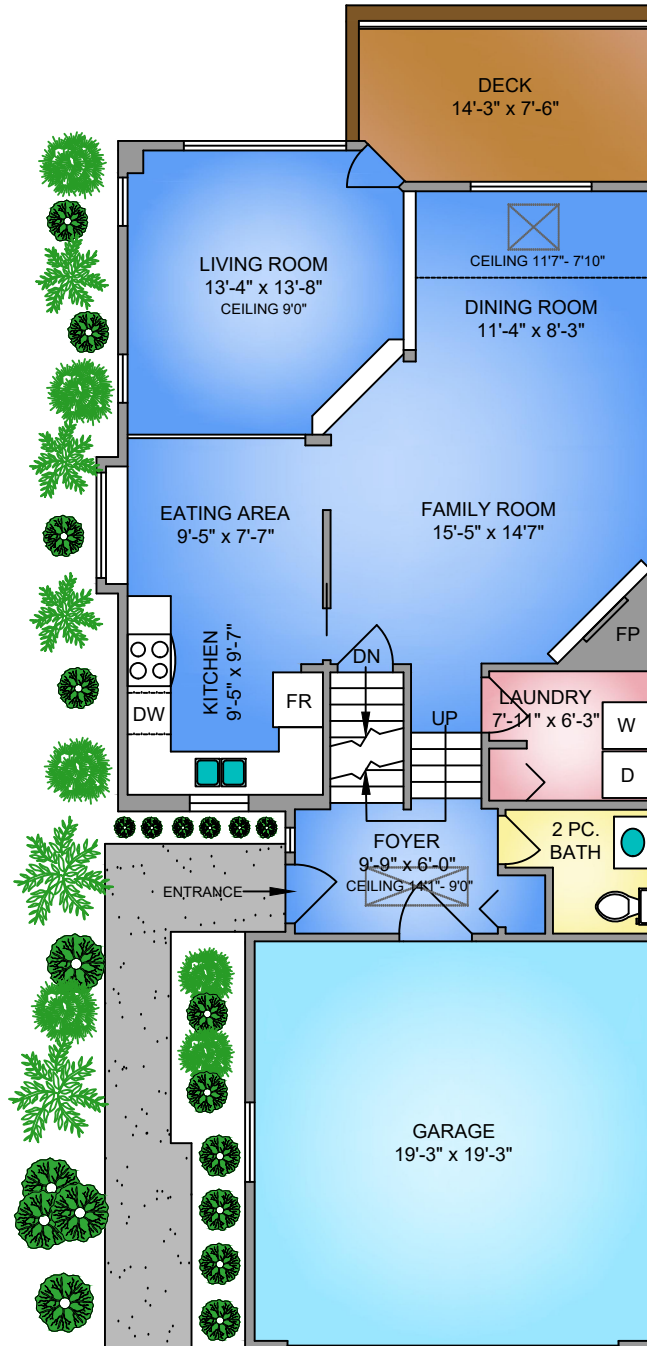 DECK
14'-3" x 7'-6"
LIVING ROOM
13'-4" x 13'-8"
CEILING 9'0"
CEILING 11'7"- 7'10"
DINING ROOM
11'-4" x 8'-3"
EATING AREA
9'-5" x 7'-7"
FAMILY ROOM
15'-5" x 14'7"
KITCHEN
9'-5" x 9'-7"
DW
FR
DN
UP
FP
LAUNDRY
7'-11" x 6'-3"
W
D
FOYER
9'-9" x 6'-0"
CEILING 14'1"- 9'0"
2 PC.
BATH
ENTRANCE
GARAGE
19'-3" x 19'-3"